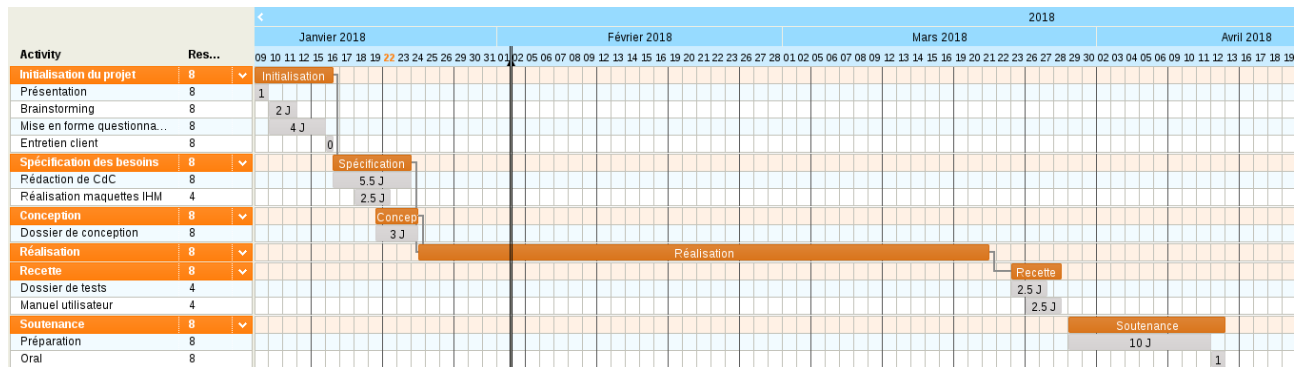 2018
Janvier 2018 Février 2018 Mars 2018 Avril 2018
Activity Res...
09 10 11 12 15 16 17 18 19 22 23 24 25 26 29 30 31 01 02 05 06 07 08 09 12 13 14 15 16 19 20 21 22 23 26 27 28 01 02 05 06 07 08 09 12 13 14 15 16 19 20 21 22 23 26 27 28 29 30 02 03 04 05 06 09 10 11 12 13 16 17 18 19
Initialisation du projet 8 Initialisation
Présentation 8 1
Brainstorming 8 2 J
Mise en forme questionna... 8 4 J
Entretien client 8 0
Spécification des besoins 8 Spécification
Rédaction de CdC 8 5.5 J
Réalisation maquettes IHM 4 2.5 J
Conception 8 Concep
Dossier de conception 8 3 J
Réalisation 8 Réalisation
Recette 8 Recette
Dossier de tests 4 2.5 J
Manuel utilisateur 4 2.5 J
Soutenance 8 Soutenance
Préparation 8 10 J
Oral 8 1